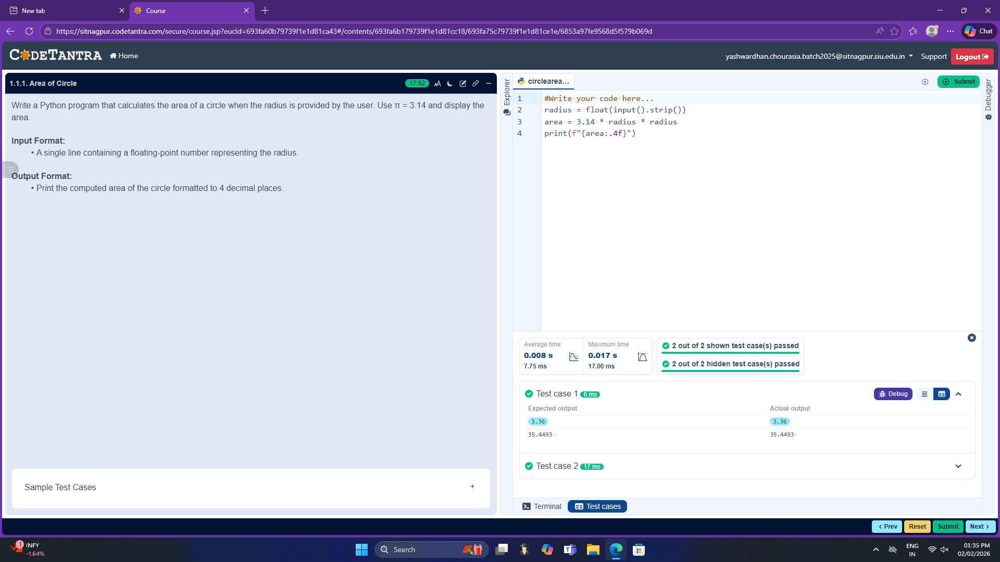 New tab
Course
https://sitnagpur.codetantra.com/secure/course.jsp?eucId=693fa60b79739f1e1d81ca43#/contents/693fa6b179739f1e1d81cc18/693fa75c79739f1e1d81ce1e/6853a97fe9568d5f579b069d
Chat
CODETANTRA
Home
yashwardhan.chourasia.batch2025@sitnagpur.siu.edu.in
Support
Logout
1.1.1. Area of Circle
17:52
AA
Write a Python program that calculates the area of a circle when the radius is provided by the user. Use π = 3.14 and display the
area.
Input Format:
• A single line containing a floating-point number representing the radius.
Output Format:
• Print the computed area of the circle formatted to 4 decimal places.
Sample Test Cases
+
Explorer
circlearea...
Submit
Debugger
1 #Write your code here...
2 radius = float(input().strip())
3 area = 3.14 * radius * radius
4 print(f"{area:.4f}")
Average time
0.008 s
7.75 ms
Maximum time
0.017 s
17.00 ms
2 out of 2 shown test case(s) passed
2 out of 2 hidden test case(s) passed
Test case 1 6 ms
Debug
Expected output
Actual output
3.36
3.36
35.4493
35.4493
Test case 2 17 ms
Terminal
Test cases
< Prev
Reset
Submit
Next >
1
INFY
-1.64%
Search
ENG
IN
01:35 PM
02/02/2026